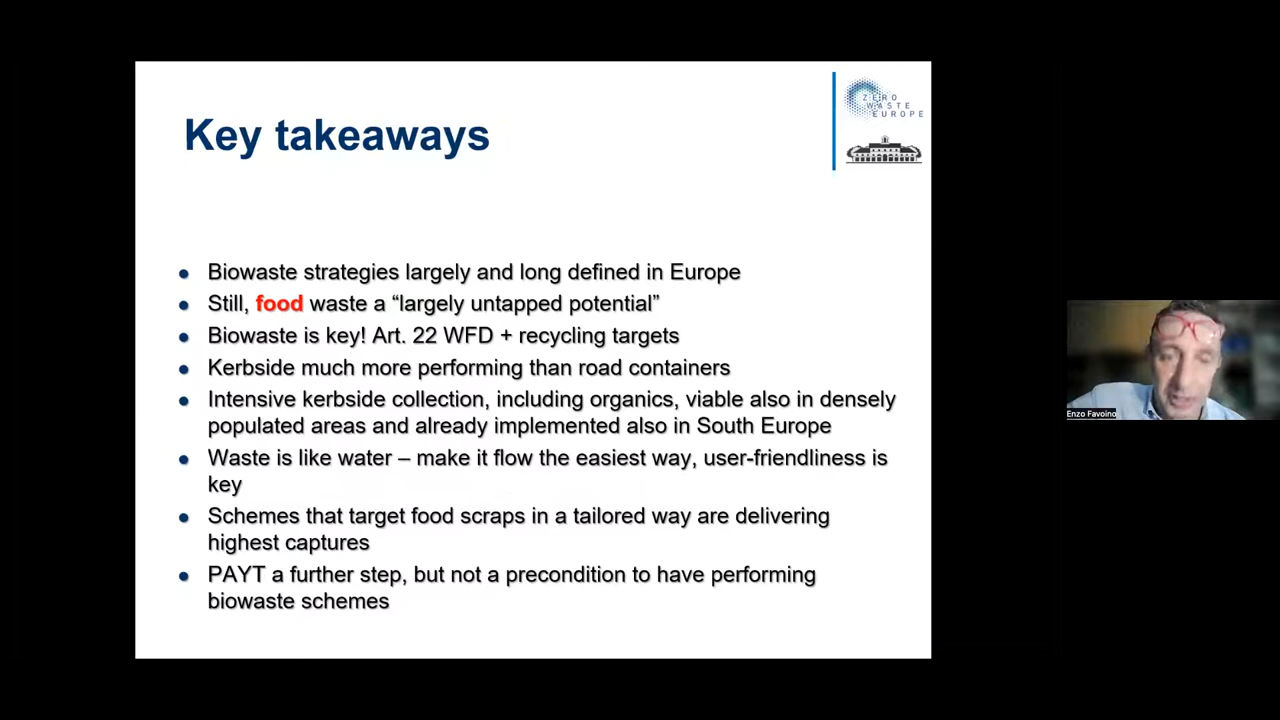 Key takeaways
ZERO
WASTE
EUROPE
Biowaste strategies largely and long defined in Europe
Still, food waste a “largely untapped potential”
Biowaste is key! Art. 22 WFD + recycling targets
Kerbside much more performing than road containers
Intensive kerbside collection, including organics, viable also in densely
populated areas and already implemented also in South Europe
Waste is like water – make it flow the easiest way, user-friendliness is
key
Schemes that target food scraps in a tailored way are delivering
highest captures
PAYT a further step, but not a precondition to have performing
biowaste schemes
Enzo Favoino